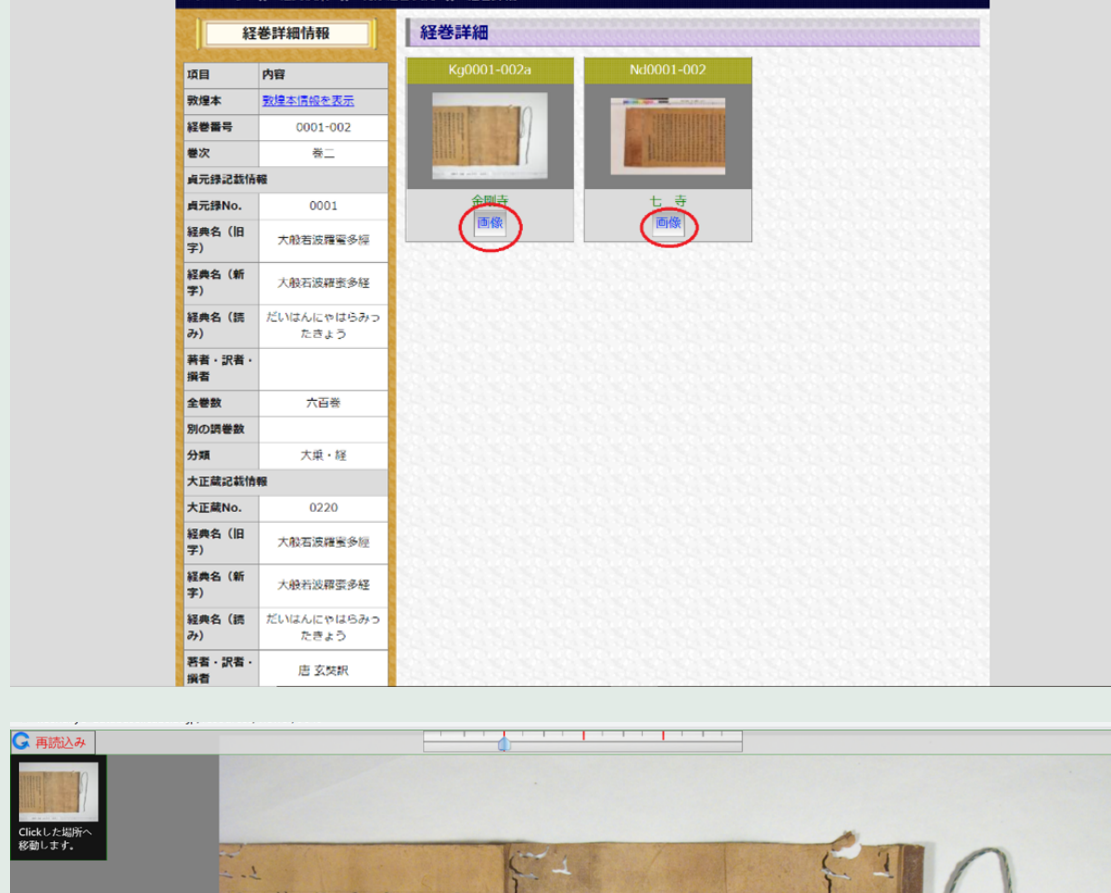 経巻詳細情報
経巻詳細
項目 内容
敦煌本 敦煌本情報を表示
経巻番号 0001-002
巻次 巻二
貞元録記載情報
貞元録No. 0001
経典名（旧字） 大般若波羅蜜多經
経典名（新字） 大般若波羅蜜多経
経典名（読み） だいはんにゃはらみったきょう
著者・訳者・撰者
全巻数 六百巻
別の調巻数
分類 大乗・経
大正蔵記載情報
大正蔵No. 0220
経典名（旧字） 大般若波羅蜜多經
経典名（新字） 大般若波羅蜜多経
経典名（読み） だいはんにゃはらみったきょう
著者・訳者・撰者 唐 玄奘訳
Kg0001-002a
金剛寺
画像
Nd0001-002
七 寺
画像
再読込み
Clickした場所へ
移動します。